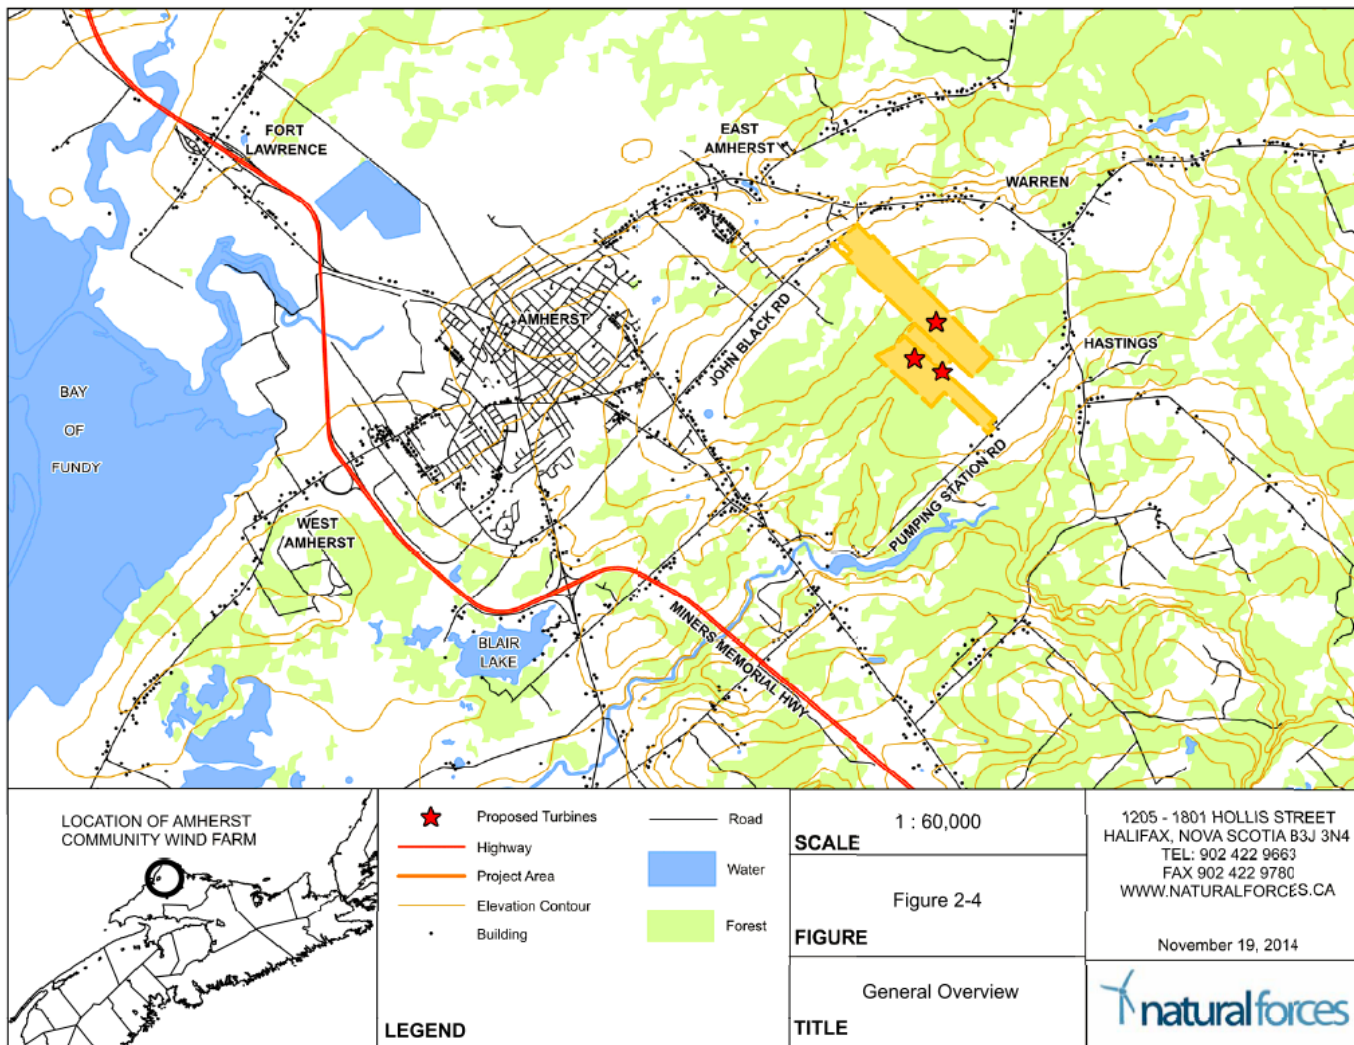 FORT
LAWRENCE
EAST
AMHERST
WARREN
AMHERST
JOHN BLACK RD
HASTINGS
BAY
OF
FUNDY
PUMPING STATION RD
WEST
AMHERST
BLAIR
LAKE
MINERS MEMORIAL HWY
LOCATION OF AMHERST
COMMUNITY WIND FARM
Proposed Turbines
Highway
Project Area
Elevation Contour
Building
Road
Water
Forest
LEGEND
1 : 60,000
SCALE
Figure 2-4
FIGURE
General Overview
TITLE
1205 - 1801 HOLLIS STREET
HALIFAX, NOVA SCOTIA B3J 3N4
TEL: 902 422 9663
FAX 902 422 9780
WWW.NATURALFORCES.CA
November 19, 2014
naturalforces